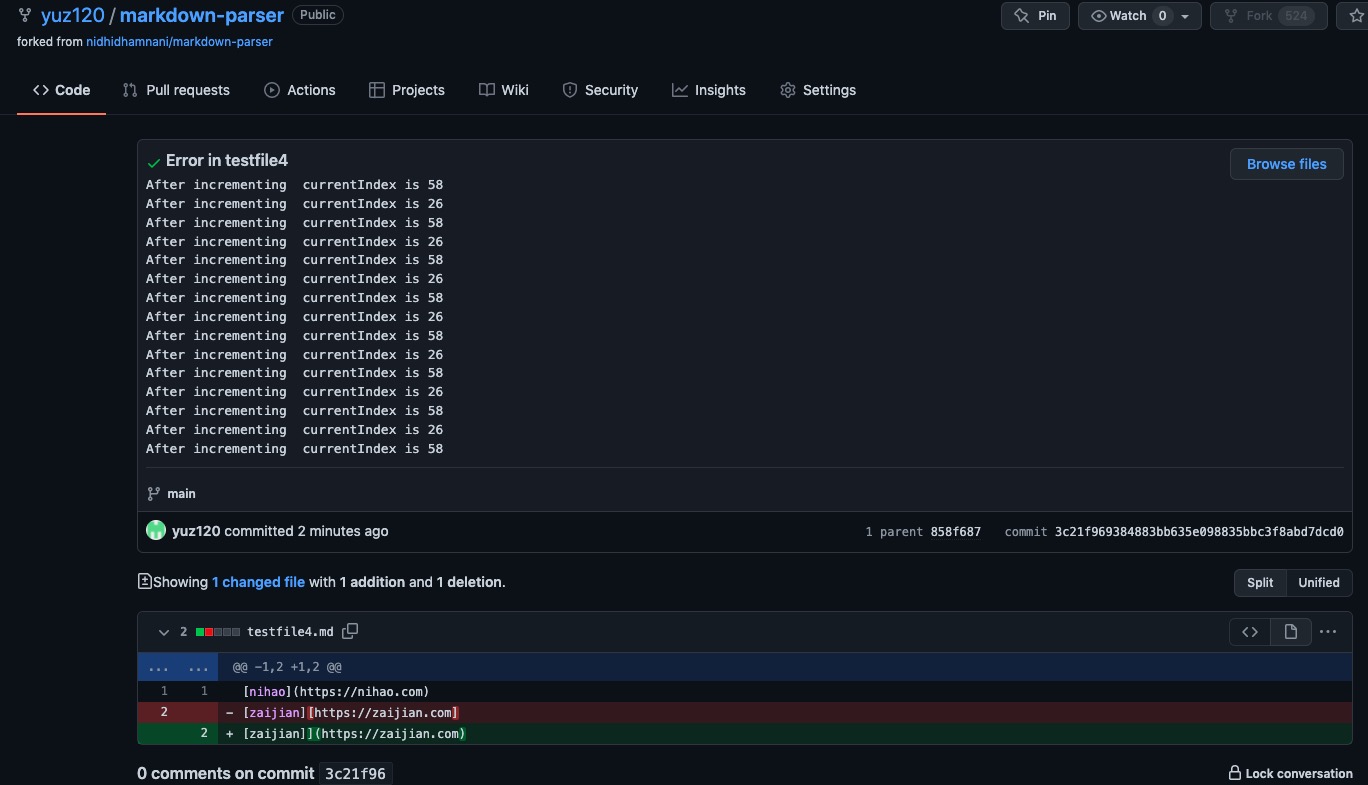 yuz120 / markdown-parser Public
Pin
Watch 0
Fork 524
forked from nidhidhamnani/markdown-parser
Code
Pull requests
Actions
Projects
Wiki
Security
Insights
Settings
Error in testfile4
Browse files
After incrementing  currentIndex is 58
After incrementing  currentIndex is 26
After incrementing  currentIndex is 58
After incrementing  currentIndex is 26
After incrementing  currentIndex is 58
After incrementing  currentIndex is 26
After incrementing  currentIndex is 58
After incrementing  currentIndex is 26
After incrementing  currentIndex is 58
After incrementing  currentIndex is 26
After incrementing  currentIndex is 58
After incrementing  currentIndex is 26
After incrementing  currentIndex is 58
After incrementing  currentIndex is 26
After incrementing  currentIndex is 58
main
yuz120 committed 2 minutes ago
1 parent 858f687 commit 3c21f969384883bb635e098835bbc3f8abd7dcd0
Showing 1 changed file with 1 addition and 1 deletion.
Split Unified
2 testfile4.md
... ... @@ -1,2 +1,2 @@
1 1 [nihao](https://nihao.com)
2 - [zaijian][https://zaijian.com]
2 + [zaijian]](https://zaijian.com)
0 comments on commit 3c21f96
Lock conversation